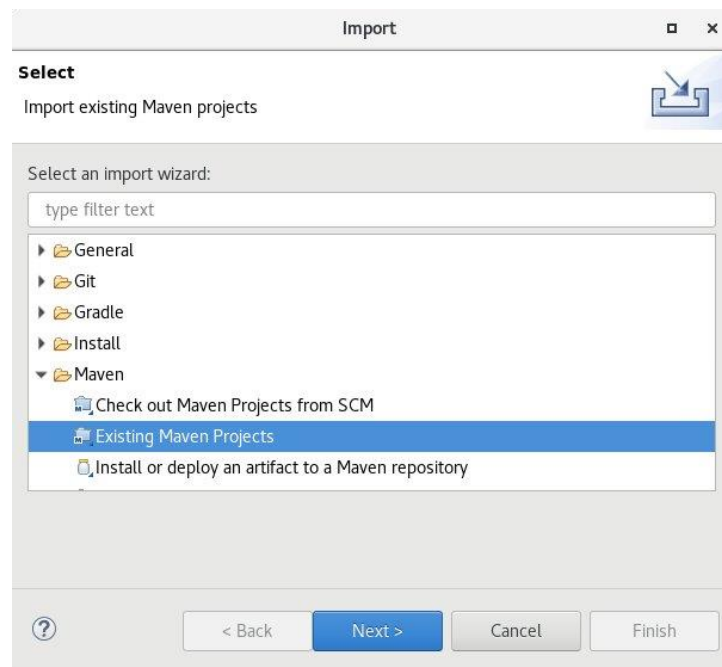 Import
Select
Import existing Maven projects
Select an import wizard:
type filter text
General
Git
Gradle
Install
Maven
Check out Maven Projects from SCM
Existing Maven Projects
Install or deploy an artifact to a Maven repository
< Back Next > Cancel Finish